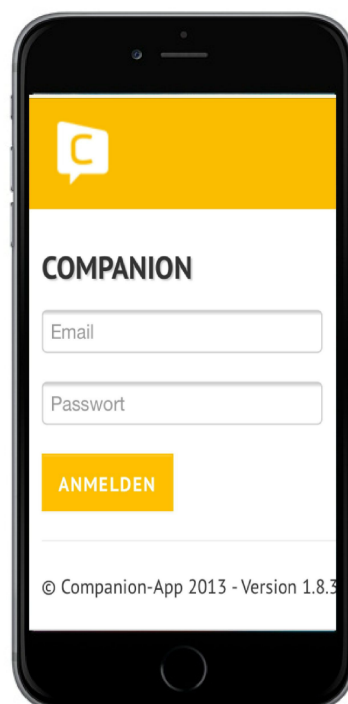 C
COMPANION
Email
Passwort
ANMELDEN
© Companion-App 2013 - Version 1.8.3